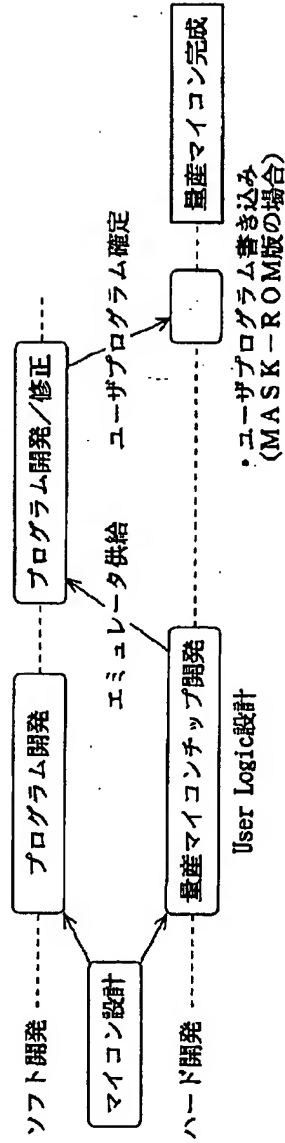 ソフト開発
プログラム開発
プログラム開発/修正
マイコン設計
エミュレータ供給
ユーザプログラム確定
ハード開発
量産マイコンチップ開発
量産マイコン完成
User Logic設計
・ユーザプログラム書き込み
(MASK-ROM版の場合)